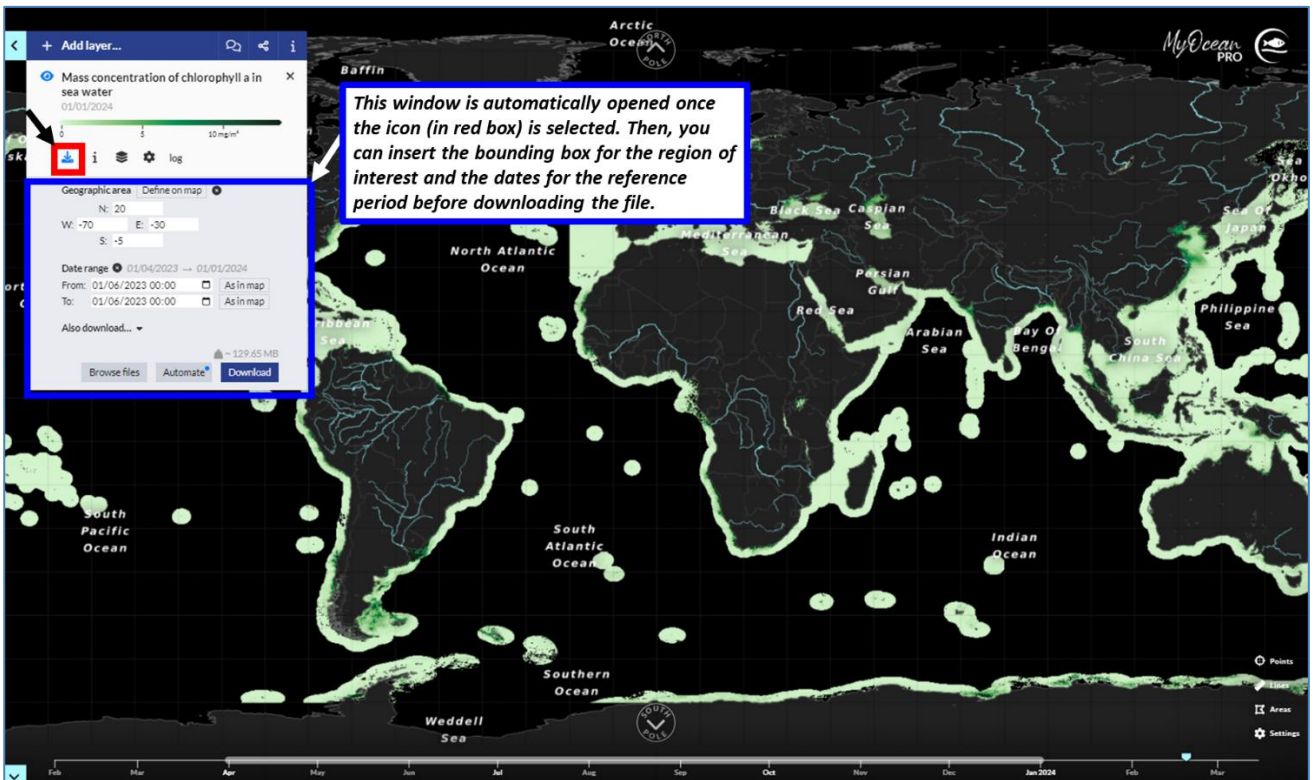 + Add layer...
i
Mass concentration of chlorophyll a in
sea water
01/01/2024
0 5 10 mg/m³
i log
Geographic area Define on map
N: 20
W: -70 E: -30
S: -5
Date range 01/04/2023 → 01/01/2024
From: 01/06/2023 00:00 As in map
To: 01/06/2023 00:00 As in map
Also download...
~ 129.65 MB
Browse files Automate Download
This window is automatically opened once
the icon (in red box) is selected. Then, you
can insert the bounding box for the region of
interest and the dates for the reference
period before downloading the file.
MyOcean
PRO
Arctic
Ocean
NORTH
POLE
Baffin
North Atlantic
Ocean
Mediterranean
Sea
Black Sea
Caspian
Sea
Persian
Gulf
Red Sea
Arabian
Sea
Bay Of
Bengal
South
China Sea
Philippine
Sea
Sea Of
Japan
Okho
Sea
South
Pacific
Ocean
South
Atlantic
Ocean
Indian
Ocean
Southern
Ocean
Weddell
Sea
SOUTH
POLE
Points
Lines
Areas
Settings
Feb Mar Apr May Jun Jul Aug Sep Oct Nov Dec Jan 2024 Feb Mar